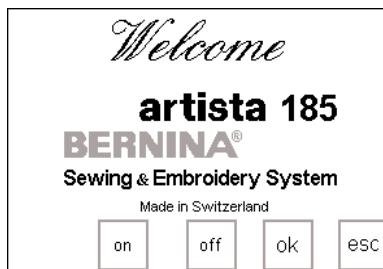 Welcome
artista 185
BERNINA®
Sewing & Embroidery System
Made in Switzerland
on off ok esc